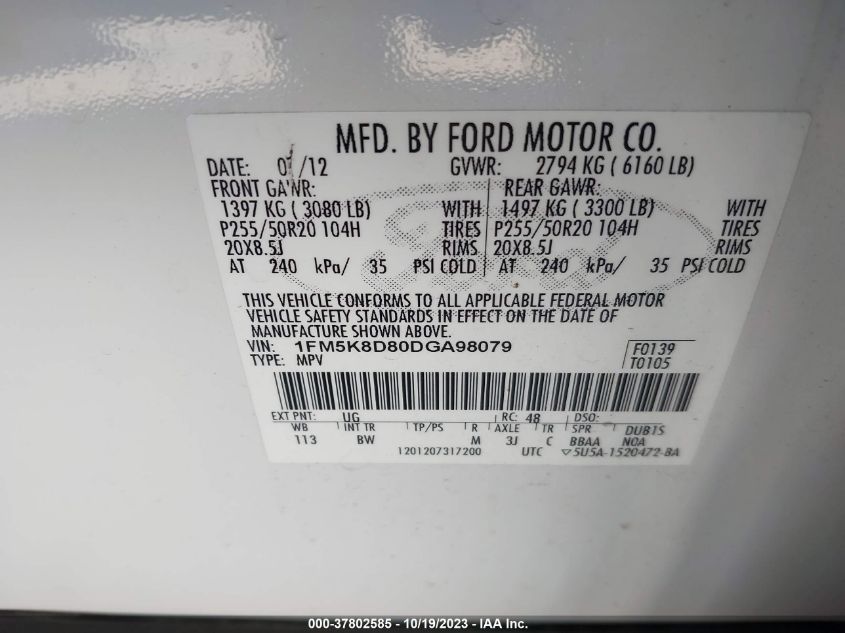 MFD. BY FORD MOTOR CO.
DATE: 07/12 GVWR: 2794 KG ( 6160 LB)
FRONT GAWR: REAR GAWR:
1397 KG ( 3080 LB) WITH 1497 KG ( 3300 LB) WITH
P255/50R20 104H TIRES P255/50R20 104H TIRES
20X8.5J RIMS 20X8.5J RIMS
AT 240 kPa/ 35 PSI COLD AT 240 kPa/ 35 PSI COLD
THIS VEHICLE CONFORMS TO ALL APPLICABLE FEDERAL MOTOR
VEHICLE SAFETY STANDARDS IN EFFECT ON THE DATE OF
MANUFACTURE SHOWN ABOVE.
VIN: 1FM5K8D80DGA98079 F0139
TYPE: MPV T0105
EXT PNT: UG RC: 48 DSO:
WB INT TR TP/PS R AXLE TR SPR DUB1S
113 BW M 3J C BBAA NOA
1201207317200 UTC ▽5U5A-1520472-BA
000-37802585 - 10/19/2023 - IAA Inc.